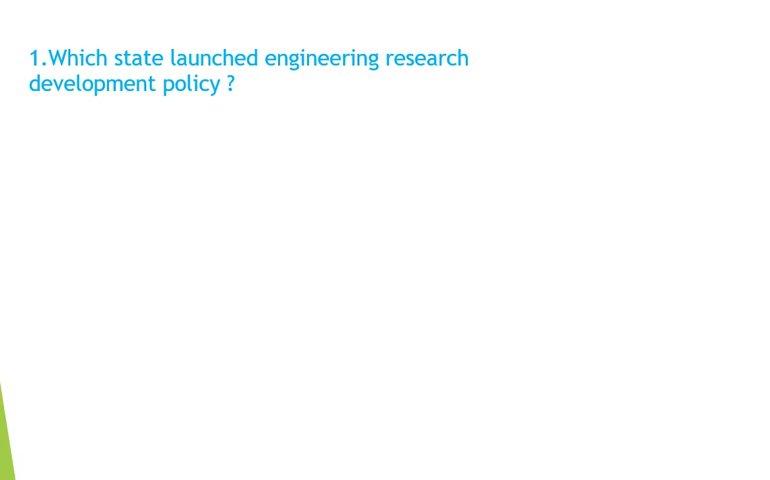 1.Which state launched engineering research
development policy ?